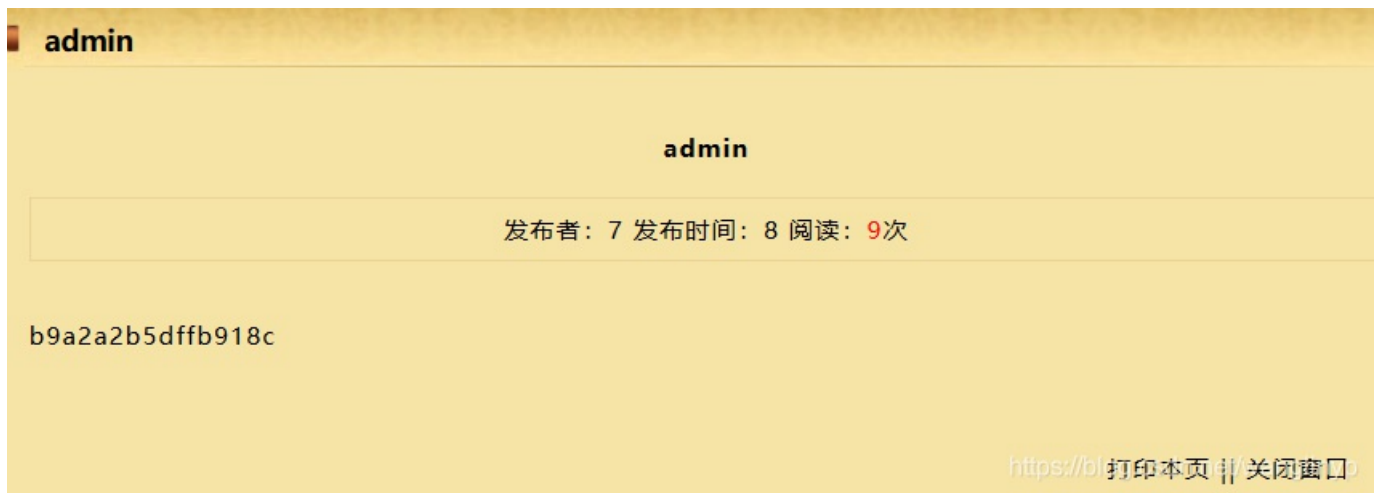 admin
admin
发布者：7 发布时间：8 阅读：9次
b9a2a2b5dffb918c
打印本页 || 关闭窗口